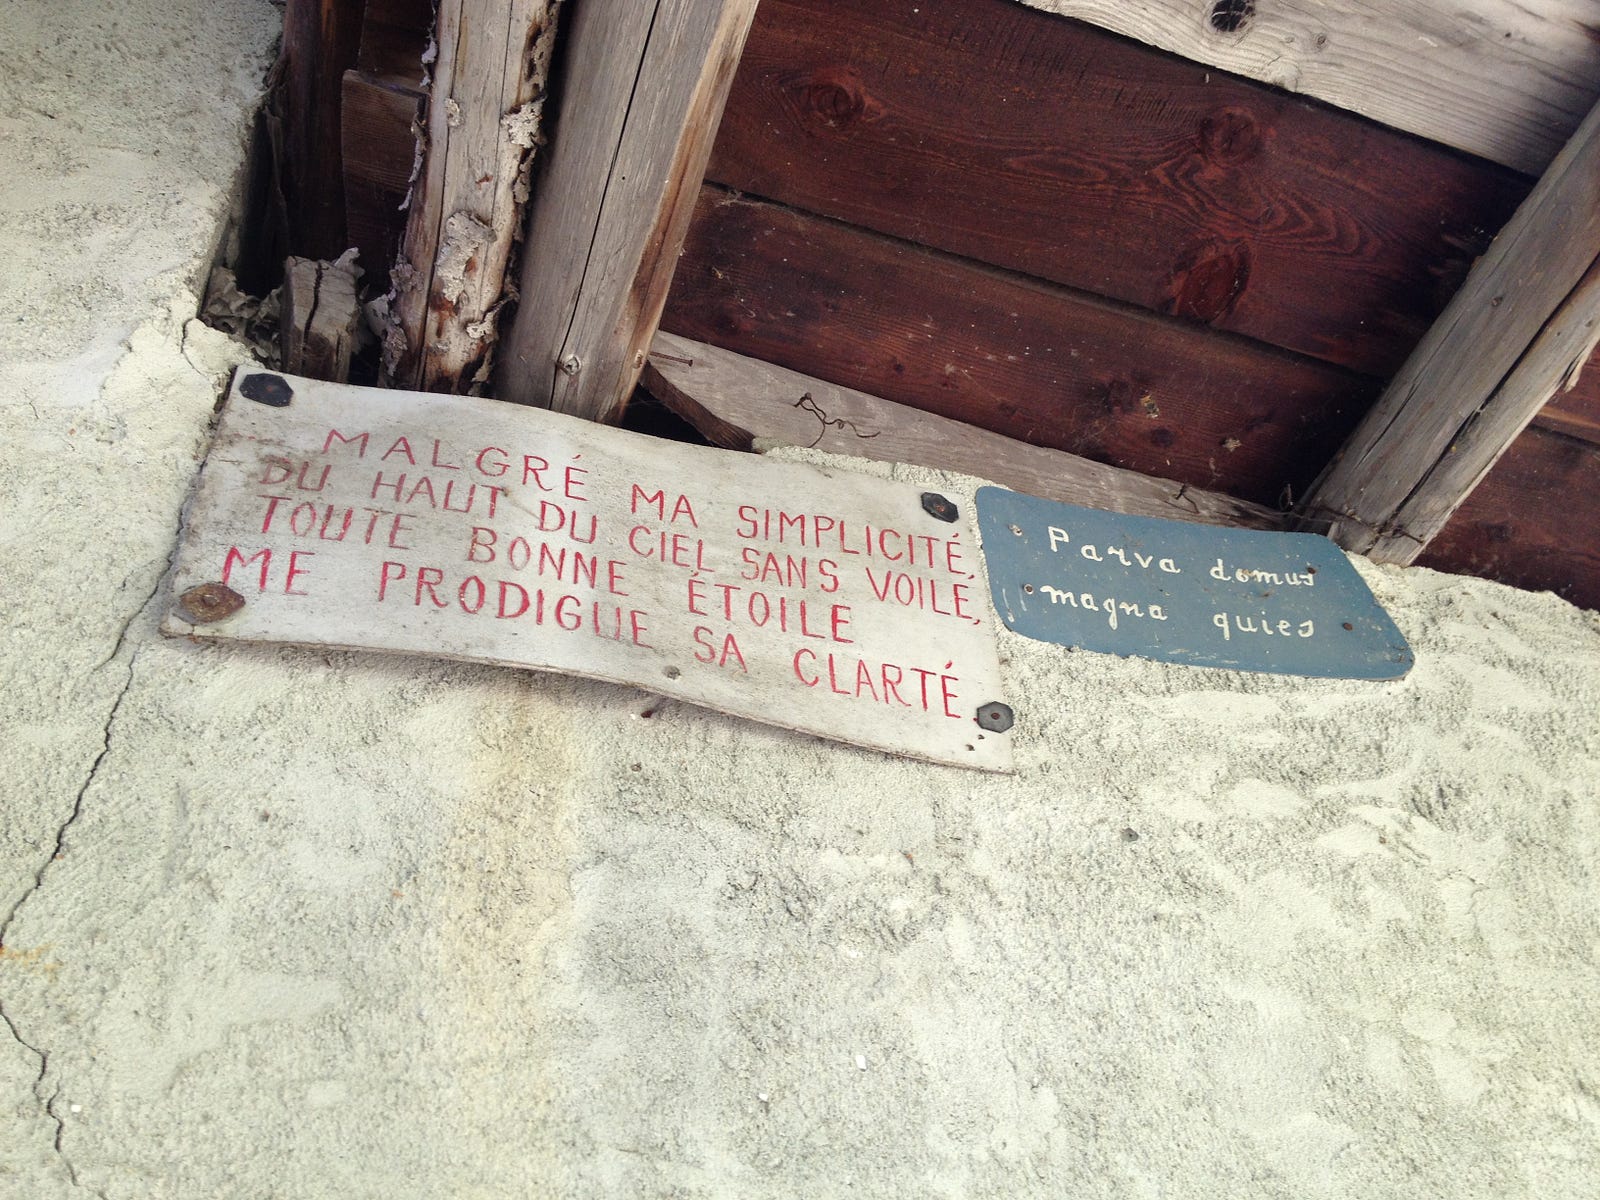 MALGRÉ MA SIMPLICITÉ,
DU HAUT DU CIEL SANS VOILE,
TOUTE BONNE ÉTOILE
ME PRODIGUE SA CLARTÉ.
Parva domus
magna quies